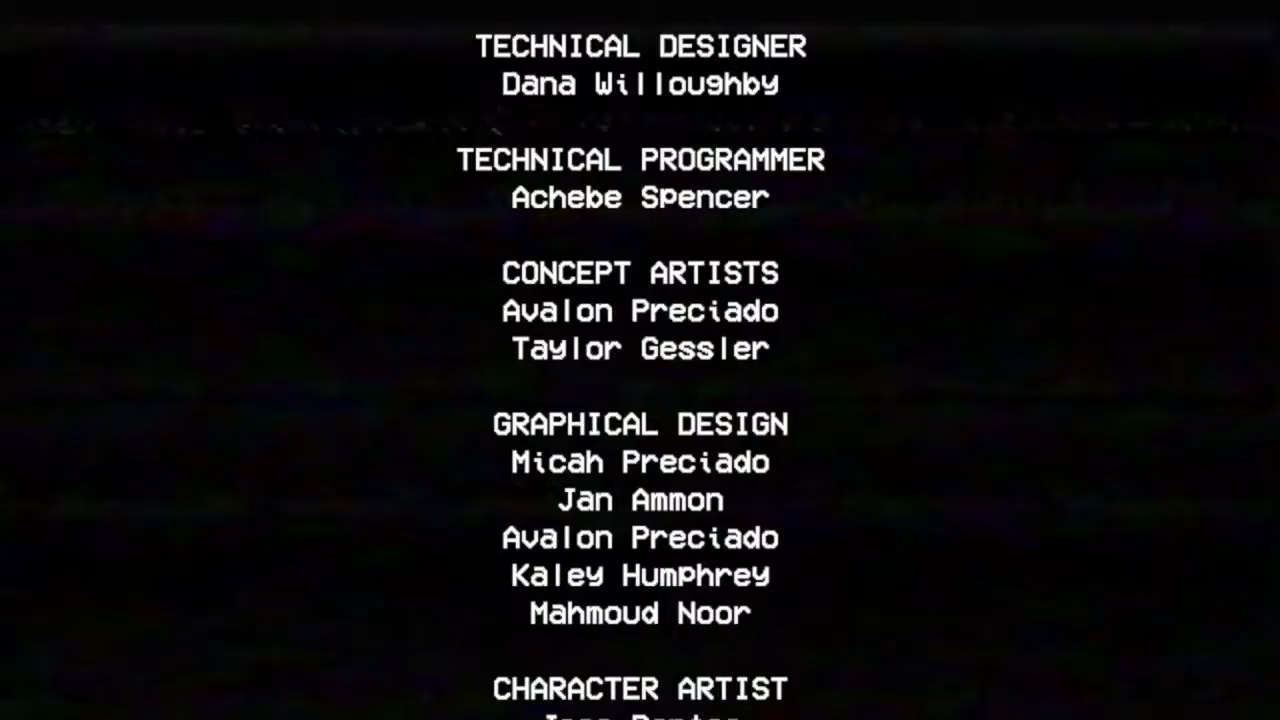 TECHNICAL DESIGNER
Dana Willoughby
TECHNICAL PROGRAMMER
Achebe Spencer
CONCEPT ARTISTS
Avalon Preciado
Taylor Gessler
GRAPHICAL DESIGN
Micah Preciado
Jan Ammon
Avalon Preciado
Kaley Humphrey
Mahmoud Noor
CHARACTER ARTIST